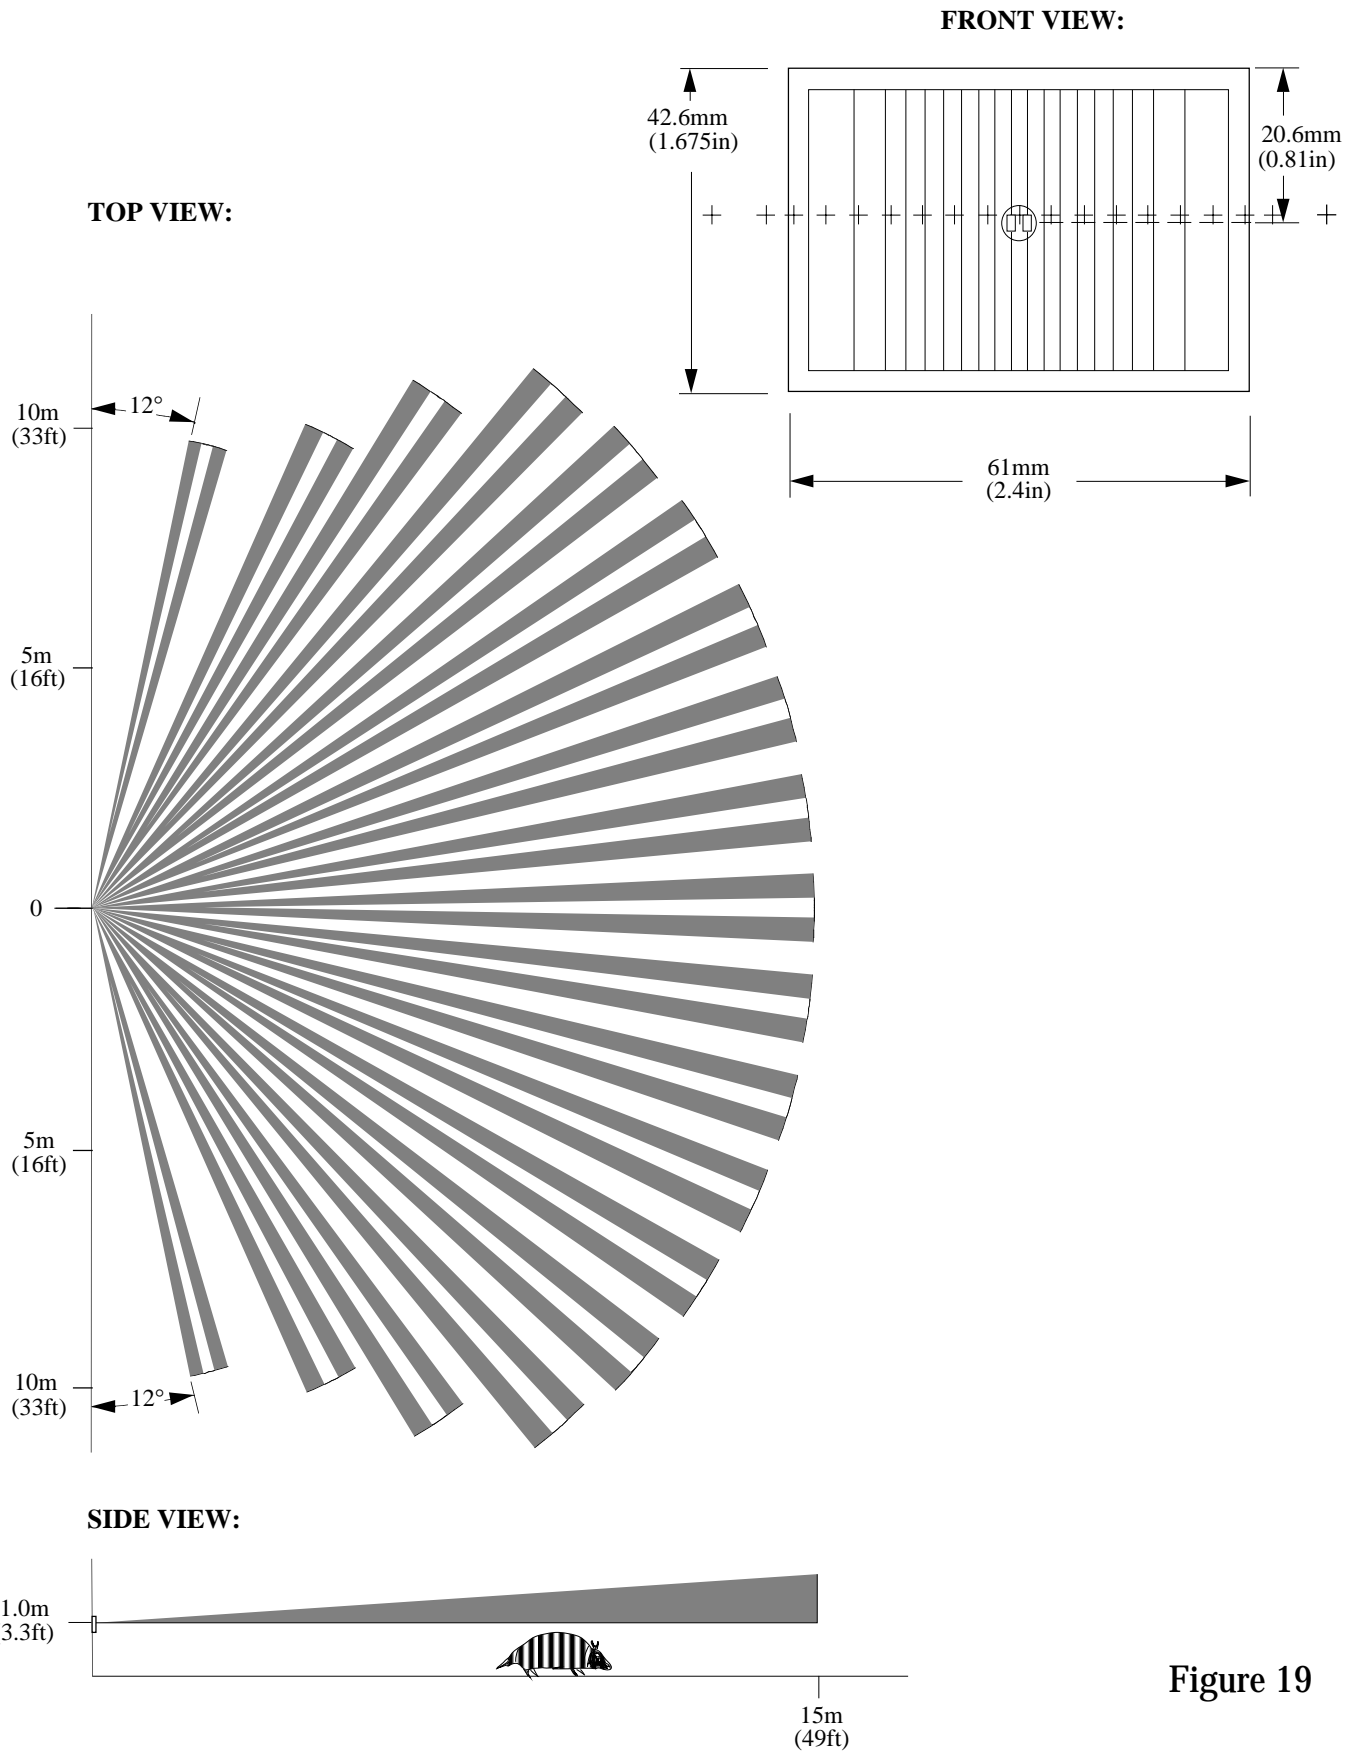 FRONT VIEW:
42.6mm
(1.675in)
20.6mm
(0.81in)
61mm
(2.4in)
TOP VIEW:
12°
10m
(33ft)
5m
(16ft)
0
5m
(16ft)
10m
(33ft)
12°
SIDE VIEW:
1.0m
3.3ft)
15m
(49ft)
Figure 19